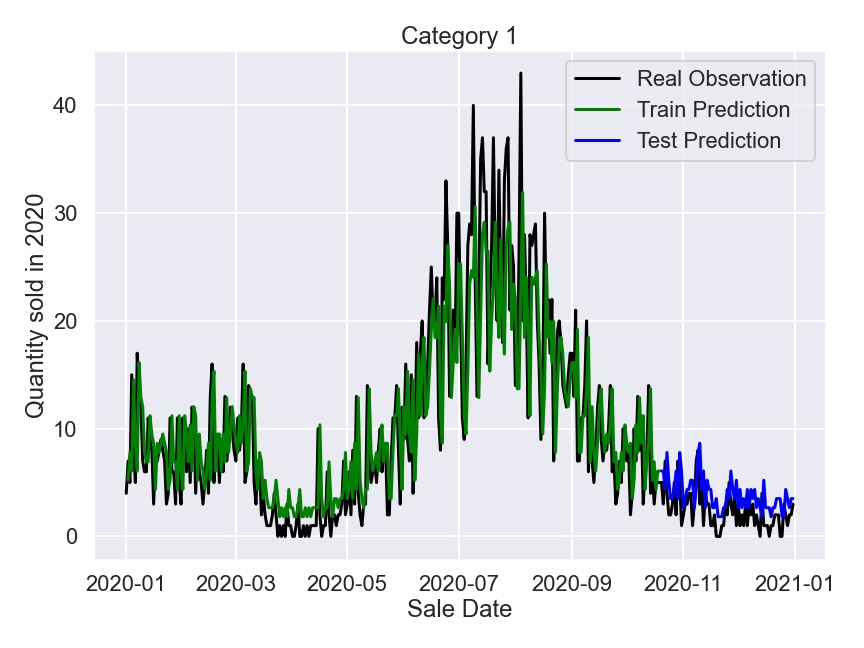 Category 1
Real Observation
Train Prediction
Test Prediction
Quantity sold in 2020
40
30
20
10
0
2020-01 2020-03 2020-05 2020-07 2020-09 2020-11 2021-01
Sale Date